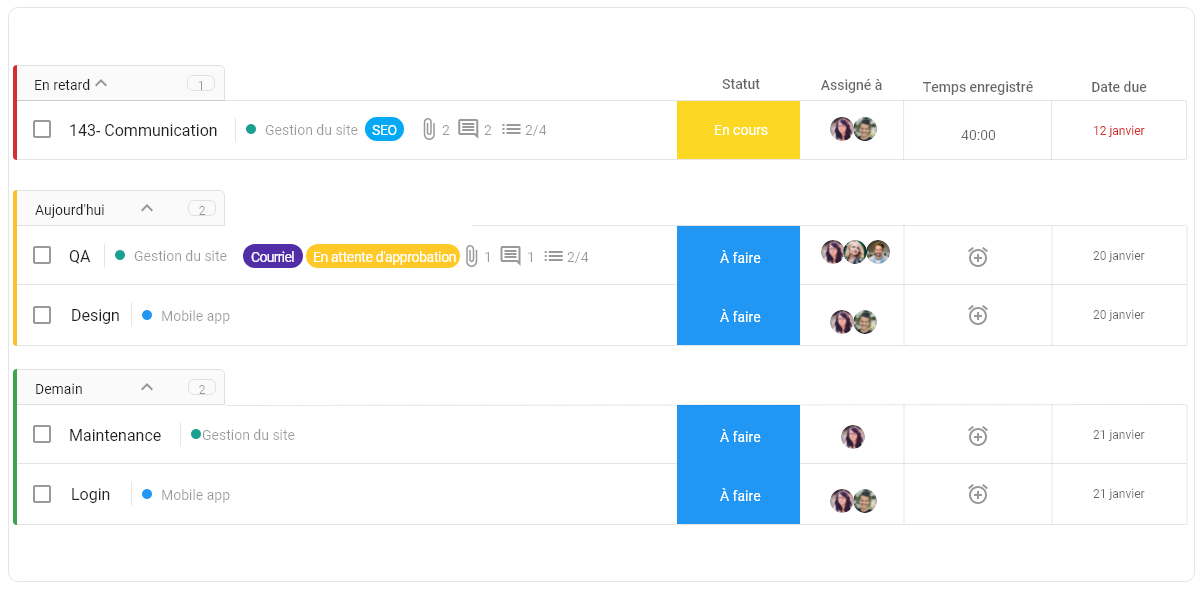 En retard 1 Statut Assigné à Temps enregistré Date due
143- Communication Gestion du site SEO 2 2 2/4 En cours 40:00 12 janvier
Aujourd'hui 2
QA Gestion du site Courriel En attente d'approbation 1 1 2/4 À faire 20 janvier
Design Mobile app À faire 20 janvier
Demain 2
Maintenance Gestion du site À faire 21 janvier
Login Mobile app À faire 21 janvier